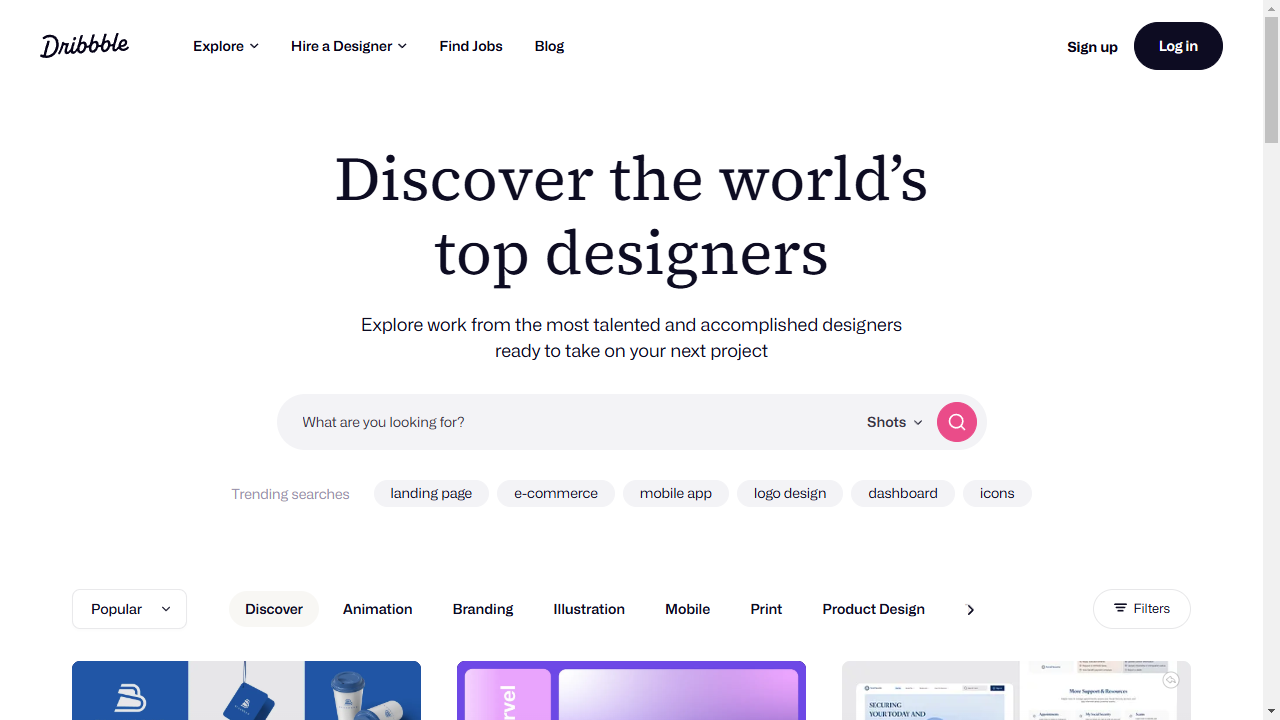 Dribbble
Explore
Hire a Designer
Find Jobs
Blog
Sign up
Log in
Discover the world’s
top designers
Explore work from the most talented and accomplished designers
ready to take on your next project
What are you looking for?
Shots
Trending searches
landing page
e-commerce
mobile app
logo design
dashboard
icons
Popular
Discover
Animation
Branding
Illustration
Mobile
Print
Product Design
Filters
SECURING
YOUR TODAY AND
More Support & Resources